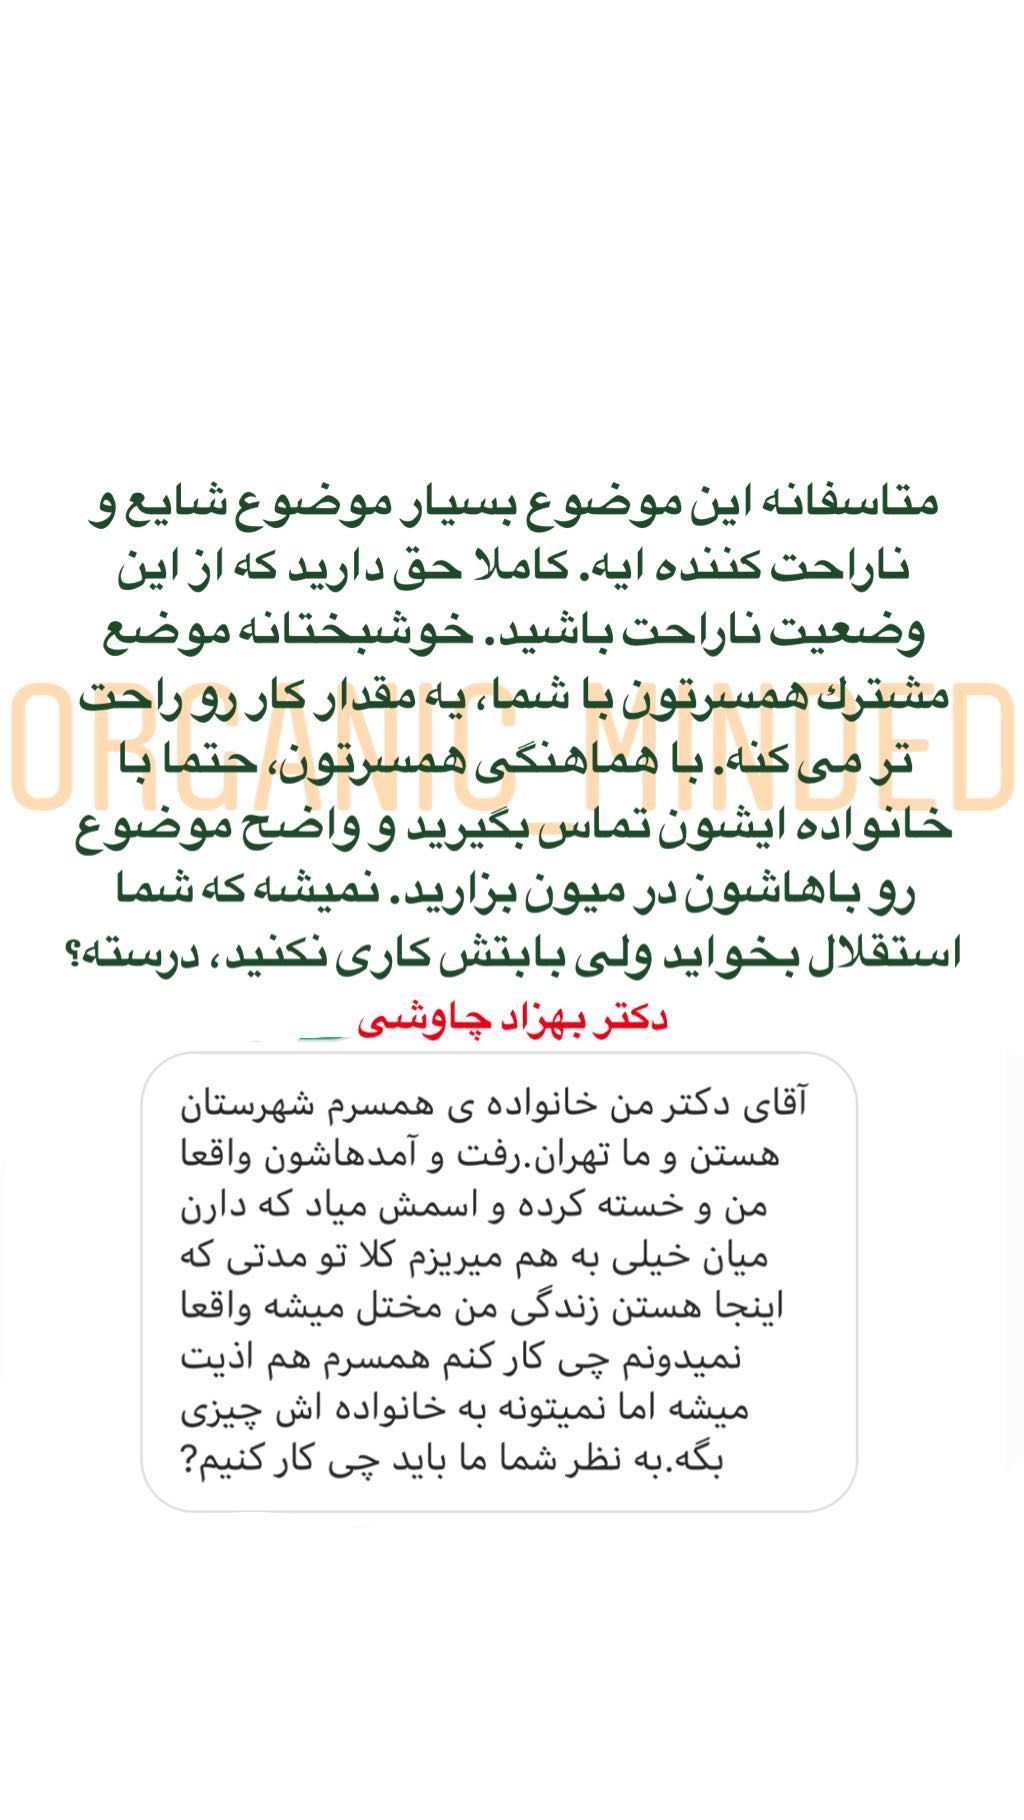 متاسفانه این موضوع بسیار موضوع شایع و
ناراحت کننده ایه. کاملا حق دارید که از این
وضعیت ناراحت باشید. خوشبختانه موضع
مشترك همسرتون با شما، یه مقدار کار رو راحت
تر می کنه. با هماهنگی همسرتون، حتما با
خانواده ایشون تماس بگیرید و واضح موضوع
رو باهاشون در میون بزارید. نمیشه که شما
استقلال بخواید ولی بابتش کاری نکنید، درسته؟
دکتر بهزاد چاوشی
ORGANIC_MINDED
آقای دکتر من خانواده ی همسرم شهرستان
هستن و ما تهران.رفت و آمدهاشون واقعا
من و خسته کرده و اسمش میاد که دارن
میان خیلی به هم میریزم کلا تو مدتی که
اینجا هستن زندگی من مختل میشه واقعا
نمیدونم چی کار کنم همسرم هم اذیت
میشه اما نمیتونه به خانواده اش چیزی
بگه.به نظر شما ما باید چی کار کنیم?